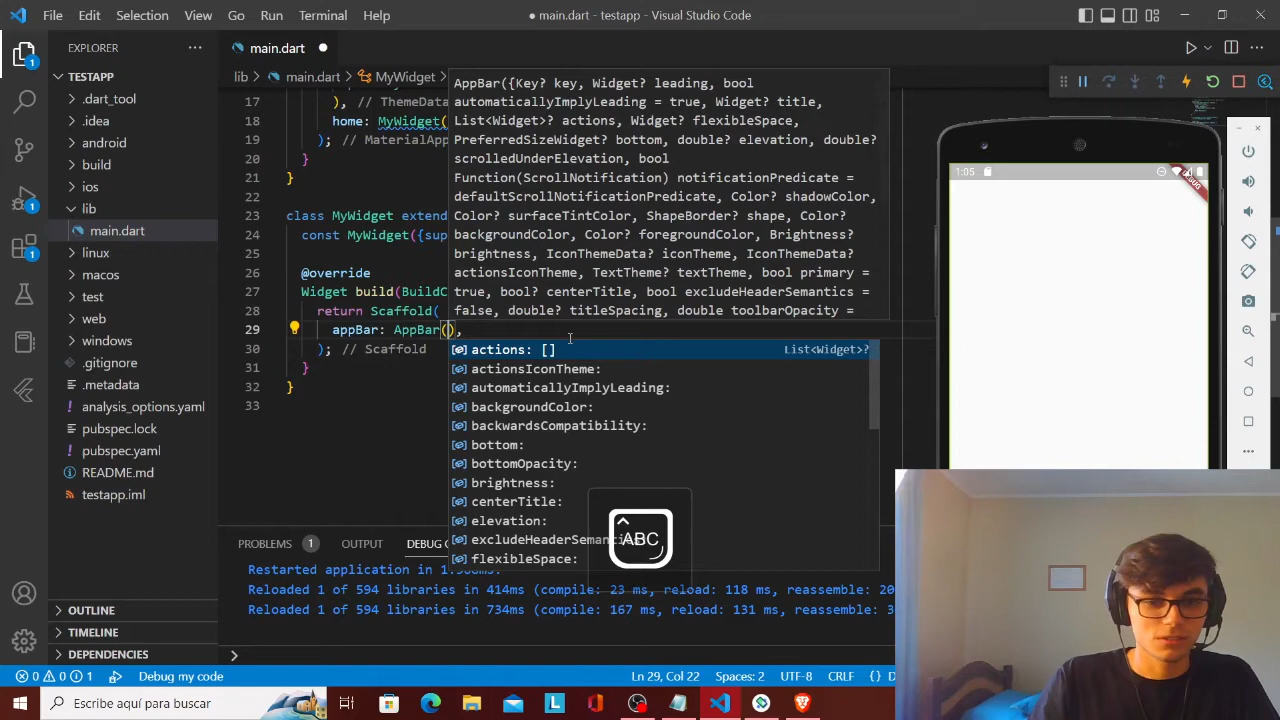 File Edit Selection View Go Run Terminal Help
● main.dart - testapp - Visual Studio Code
EXPLORER
TESTAPP
.dart_tool
.idea
android
build
ios
lib
main.dart
linux
macos
test
web
windows
.gitignore
.metadata
analysis_options.yaml
pubspec.lock
pubspec.yaml
README.md
testapp.iml
OUTLINE
TIMELINE
DEPENDENCIES
1
1
1
main.dart ●
lib > main.dart > MyWidget
17 ), // ThemeData
18 home: MyWidget(
19 ); // MaterialApp
20 }
21 }
22
23 class MyWidget extend
24 const MyWidget({sup
25
26 @override
27 Widget build(BuildC
28 return Scaffold(
29 appBar: AppBar(),
30 ); // Scaffold
31 }
32 }
33
AppBar({Key? key, Widget? leading, bool
automaticallyImplyLeading = true, Widget? title,
List<Widget>? actions, Widget? flexibleSpace,
PreferredSizeWidget? bottom, double? elevation, double?
scrolledUnderElevation, bool
Function(ScrollNotification) notificationPredicate =
defaultScrollNotificationPredicate, Color? shadowColor,
Color? surfaceTintColor, ShapeBorder? shape, Color?
backgroundColor, Color? foregroundColor, Brightness?
brightness, IconThemeData? iconTheme, IconThemeData?
actionsIconTheme, TextTheme? textTheme, bool primary =
true, bool? centerTitle, bool excludeHeaderSemantics =
false, double? titleSpacing, double toolbarOpacity =
actions: [] List<Widget>?
actionsIconTheme:
automaticallyImplyLeading:
backgroundColor:
backwardsCompatibility:
bottom:
bottomOpacity:
brightness:
centerTitle:
elevation:
excludeHeaderSemantics:
flexibleSpace:
ABC
PROBLEMS 1 OUTPUT DEBUG C
Restarted application in 1.
Reloaded 1 of 594 libraries in 414ms (compile: 23 ms, reload: 118 ms, reassemble: 20
Reloaded 1 of 594 libraries in 734ms (compile: 167 ms, reload: 131 ms, reassemble: 3
1:05
DEBUG
0 0 1 Debug my code
Ln 29, Col 22 Spaces: 2 UTF-8 CRLF {} D
Escribe aquí para buscar